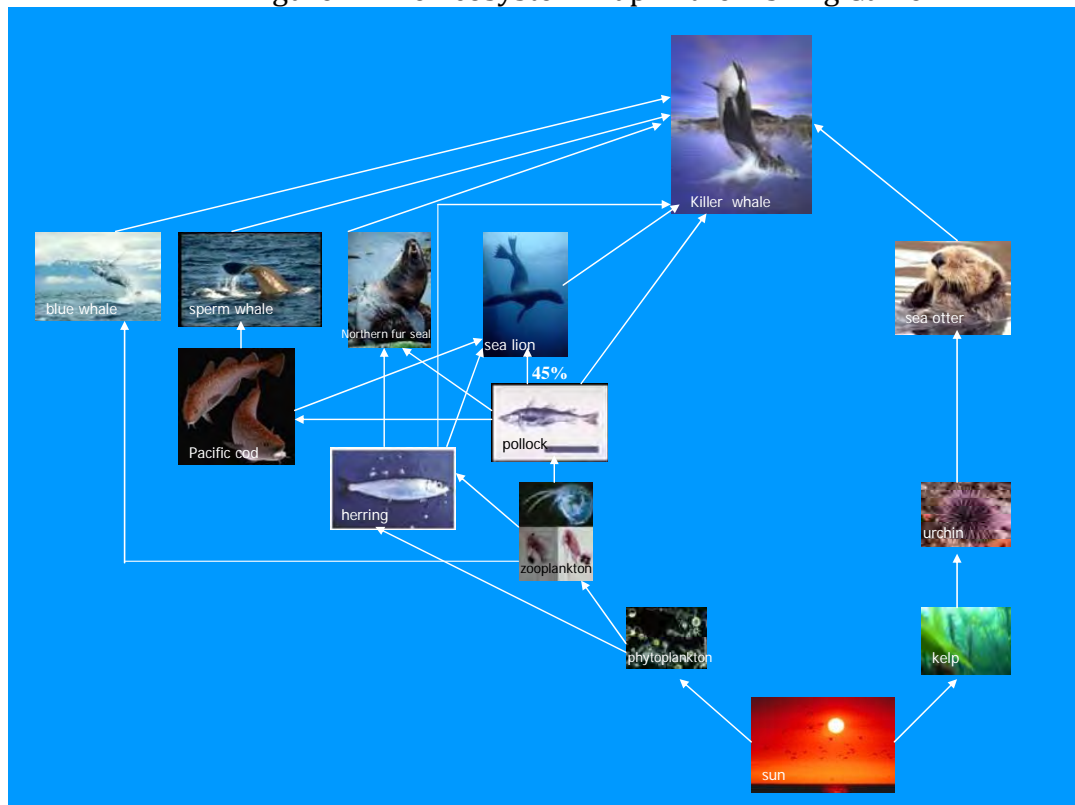 Killer whale
blue whale
sperm whale
Northern fur seal
sea lion
sea otter
45%
Pacific cod
pollock
herring
urchin
zooplankton
phytoplankton
kelp
sun